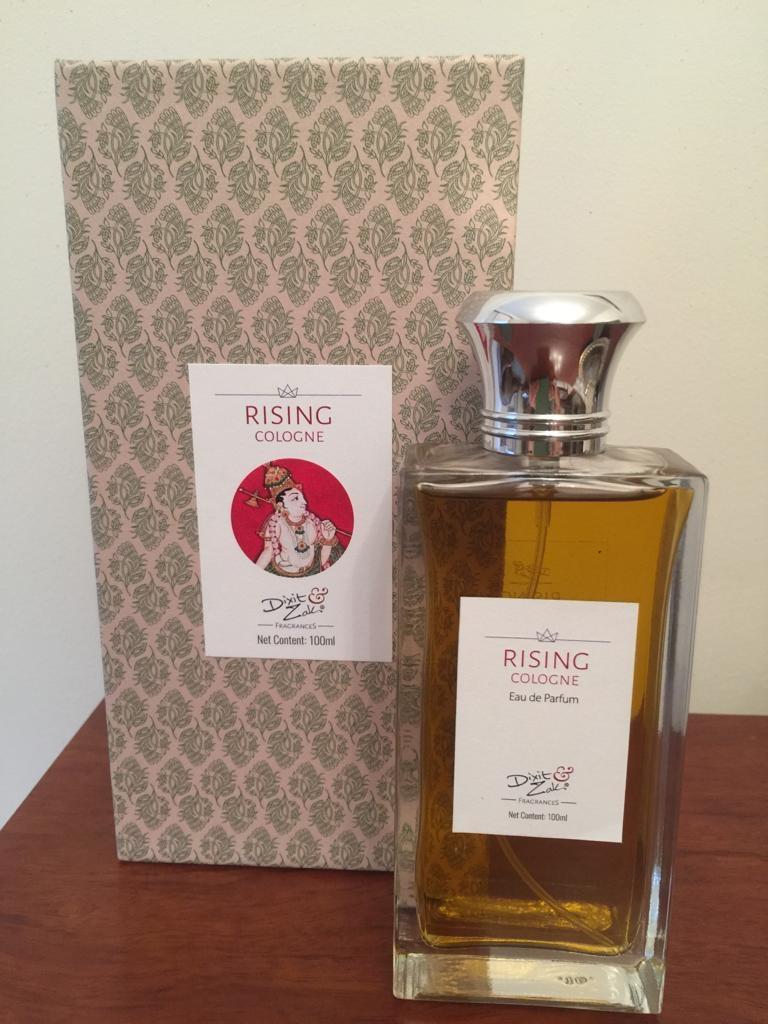 RISING
COLOGNE
Dixit &
Zak®
FRAGRANCES
Net Content: 100ml
RISING
COLOGNE
Eau de Parfum
Dixit &
Zak®
FRAGRANCES
Net Content: 100ml